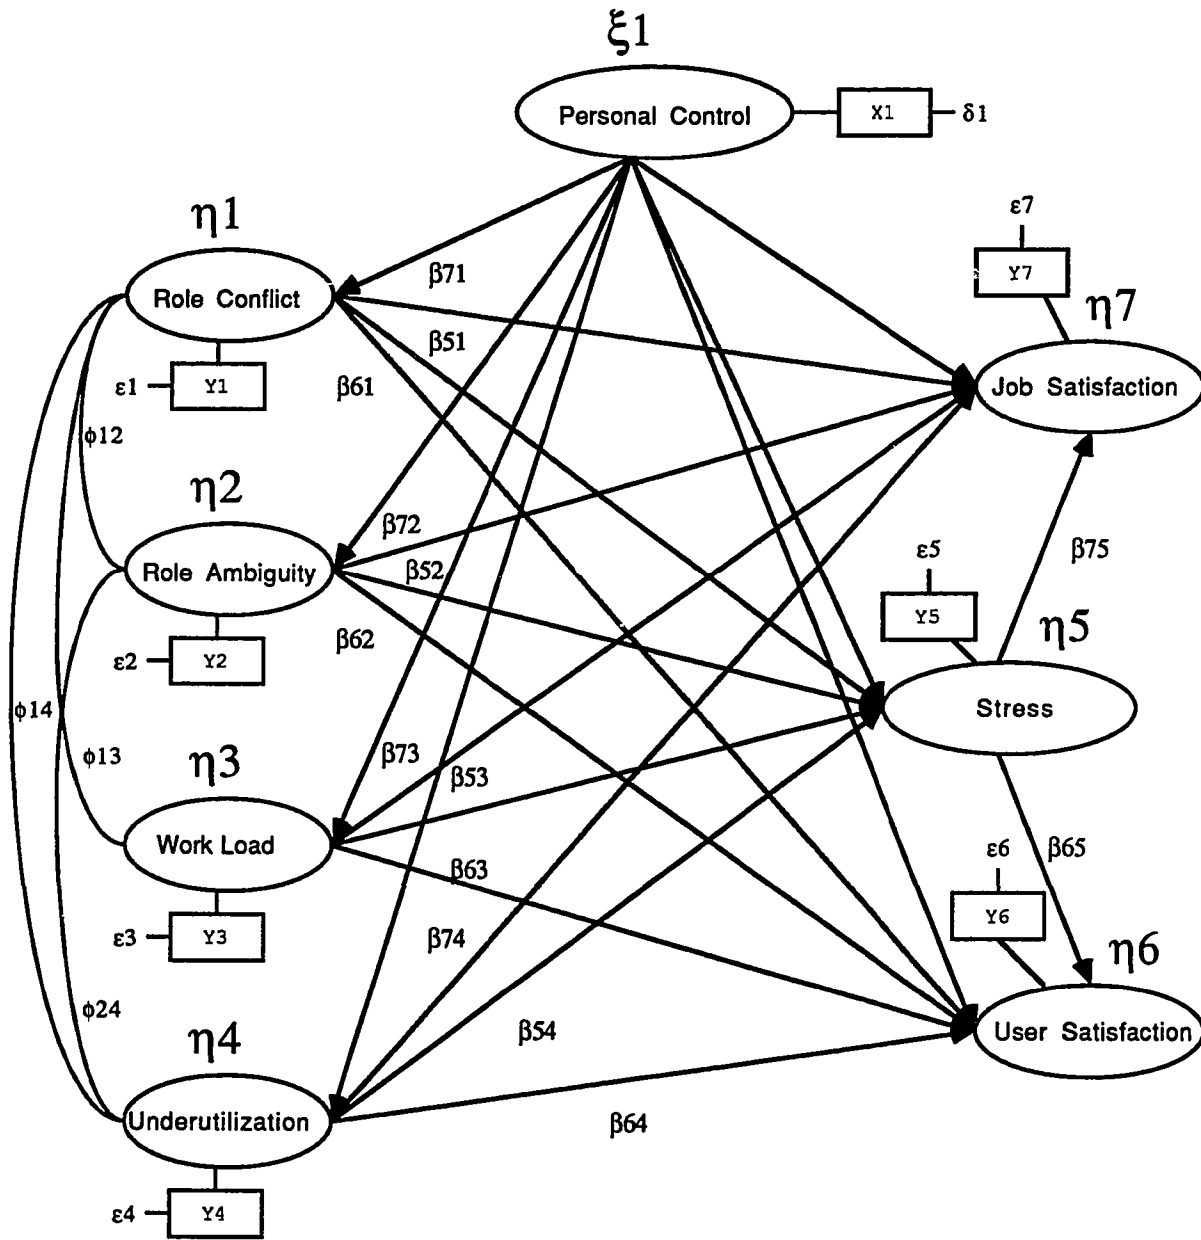 ξ1
Personal Control
X1
δ1
η1
Role Conflict
ε1
Y1
ε7
Y7
η7
Job Satisfaction
β71
β51
β61
ϕ12
η2
Role Ambiguity
ε2
Y2
β72
β52
β62
ε5
Y5
β75
η5
Stress
ϕ14
ϕ13
η3
Work Load
ε3
Y3
β73
β53
β63
β74
ε6
Y6
β65
η6
User Satisfaction
ϕ24
η4
Underutilization
ε4
Y4
β54
β64